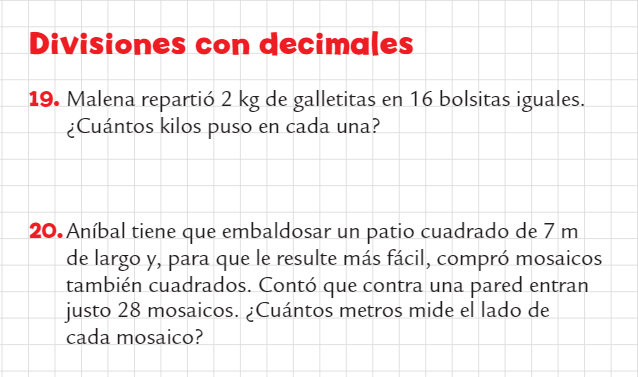 Divisiones con decimales
19. Malena repartió 2 kg de galletitas en 16 bolsitas iguales.
¿Cuántos kilos puso en cada una?
20. Aníbal tiene que embaldosar un patio cuadrado de 7 m
de largo y, para que le resulte más fácil, compró mosaicos
también cuadrados. Contó que contra una pared entran
justo 28 mosaicos. ¿Cuántos metros mide el lado de
cada mosaico?